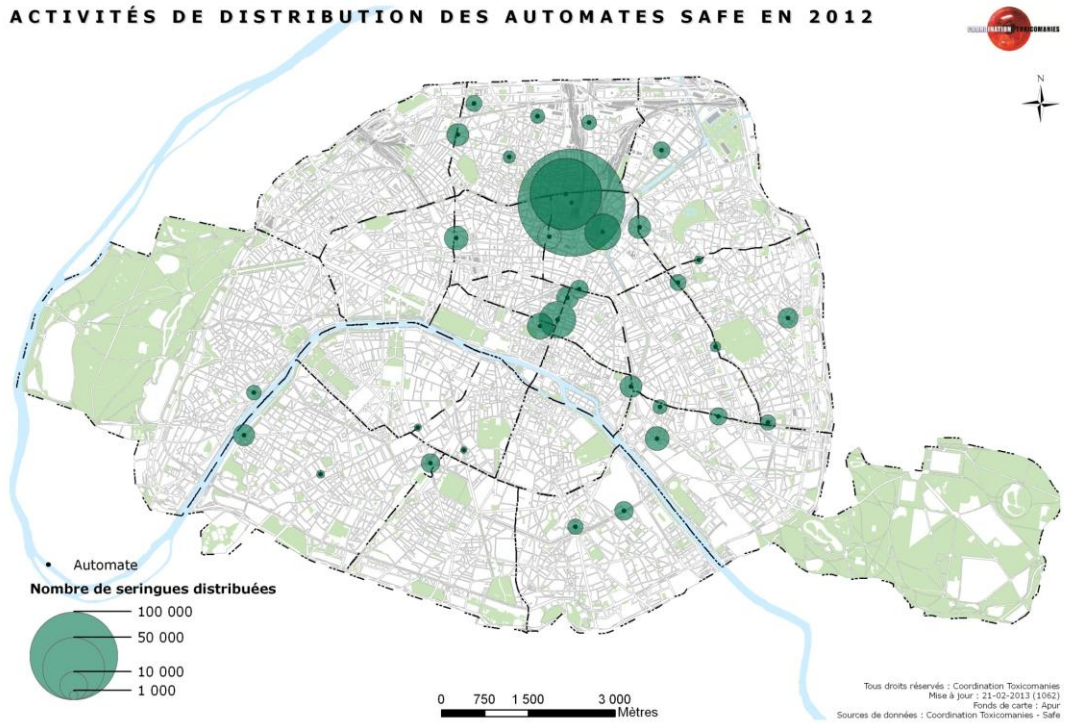 ACTIVITÉS DE DISTRIBUTION DES AUTOMATES SAFE EN 2012
COORDINATION TOXICOMANIES
N
Automate
Nombre de seringues distribuées
100 000
50 000
10 000
1 000
0 750 1 500 3 000
Mètres
Tous droits réservés : Coordination Toxicomanies
Mise à jour : 21-02-2013 (1062)
Fonds de carte : Apur
Sources de données : Coordination Toxicomanies - Safe